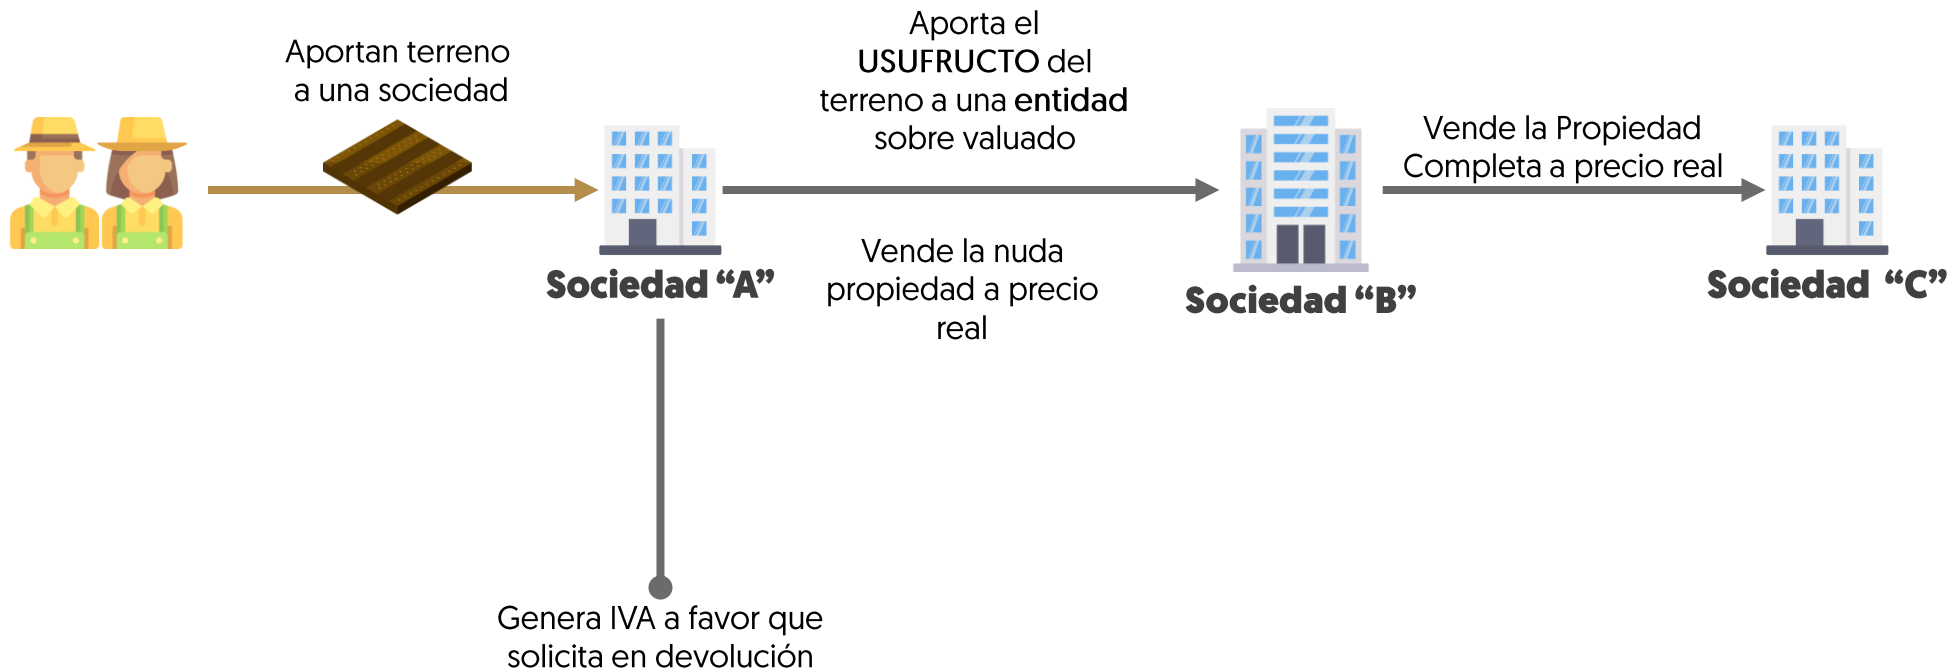 Aportan terreno
a una sociedad
Aporta el
USUFRUCTO del
terreno a una entidad
sobre valuado
Vende la Propiedad
Completa a precio real
Vende la nuda
propiedad a precio
real
Sociedad “A”
Sociedad “B”
Sociedad “C”
Genera IVA a favor que
solicita en devolución